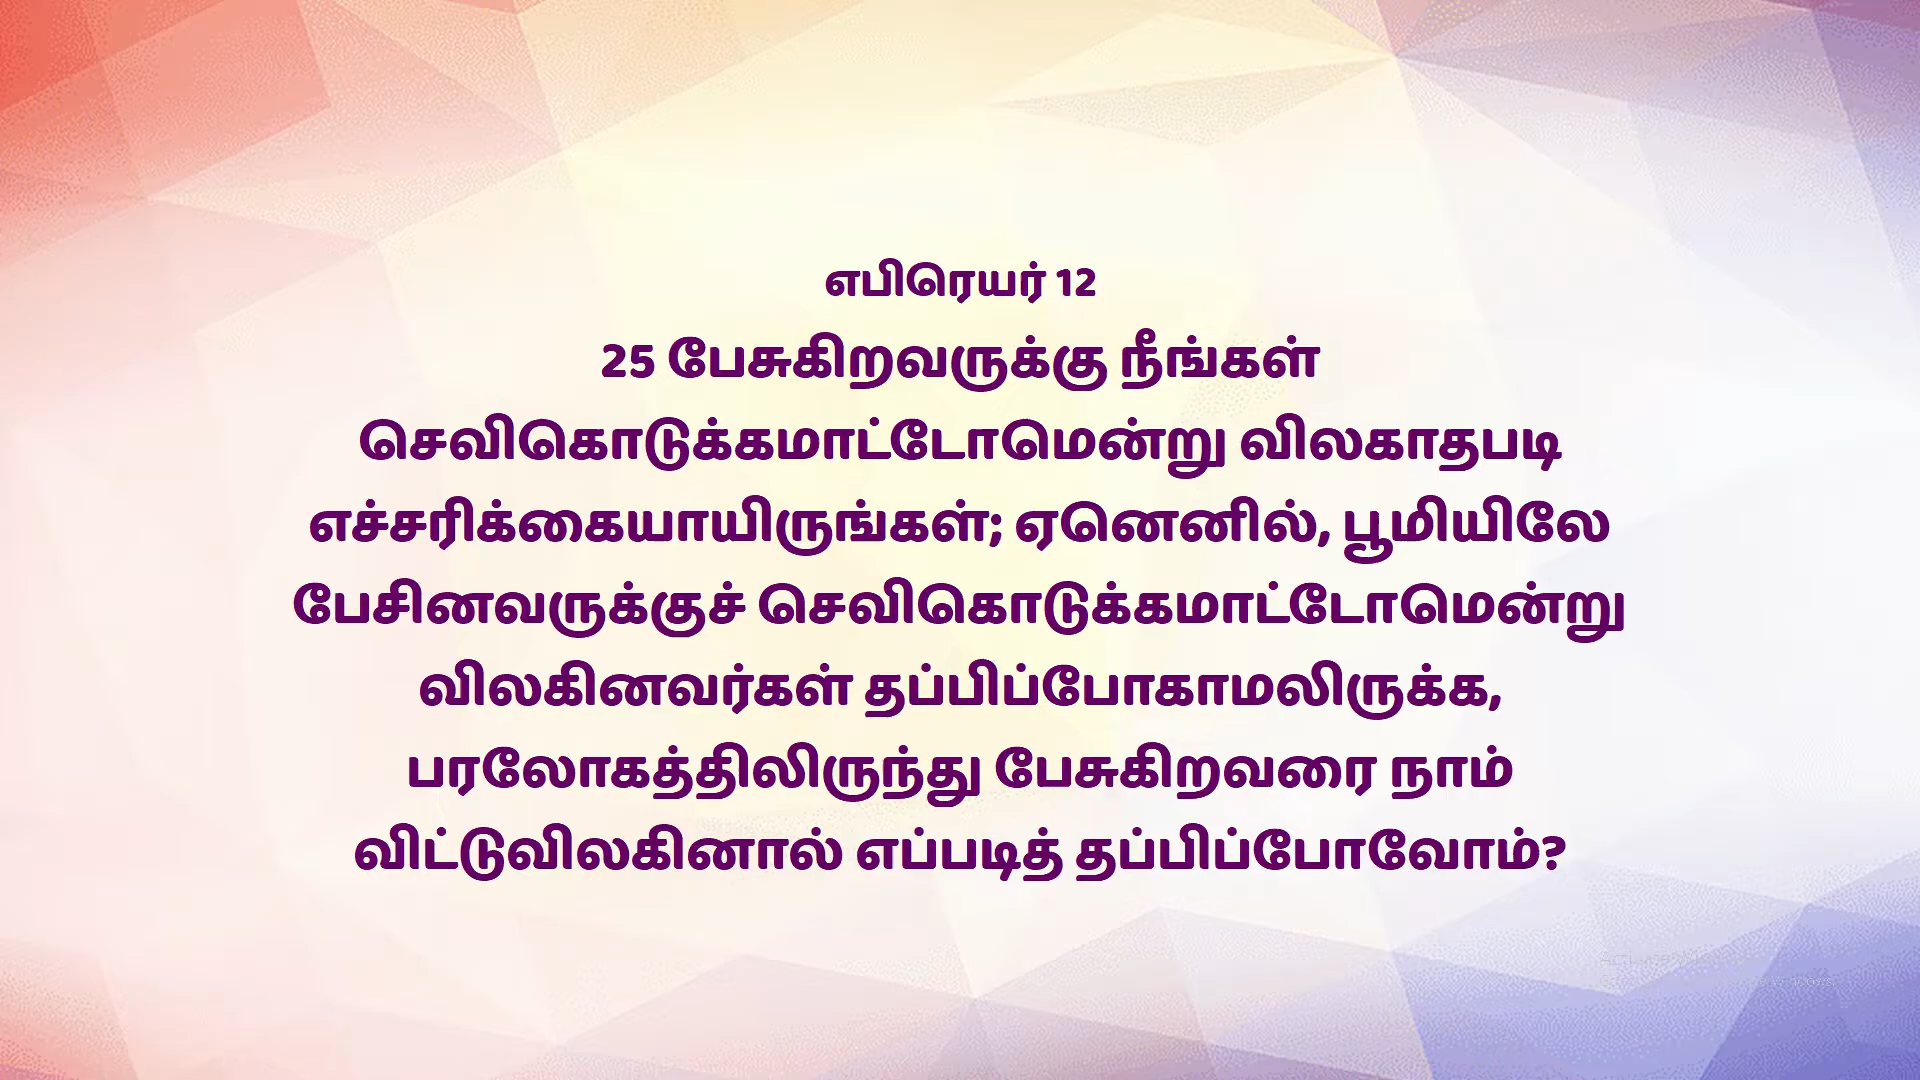 எபிரெயர் 12
25 பேசுகிறவருக்கு நீங்கள்
செவிகொடுக்கமாட்டோமென்று விலகாதபடி
எச்சரிக்கையாயிருங்கள்; ஏனெனில், பூமியிலே
பேசினவருக்குச் செவிகொடுக்கமாட்டோமென்று
விலகினவர்கள் தப்பிப்போகாமலிருக்க,
பரலோகத்திலிருந்து பேசுகிறவரை நாம்
விட்டுவிலகினால் எப்படித் தப்பிப்போவோம்?